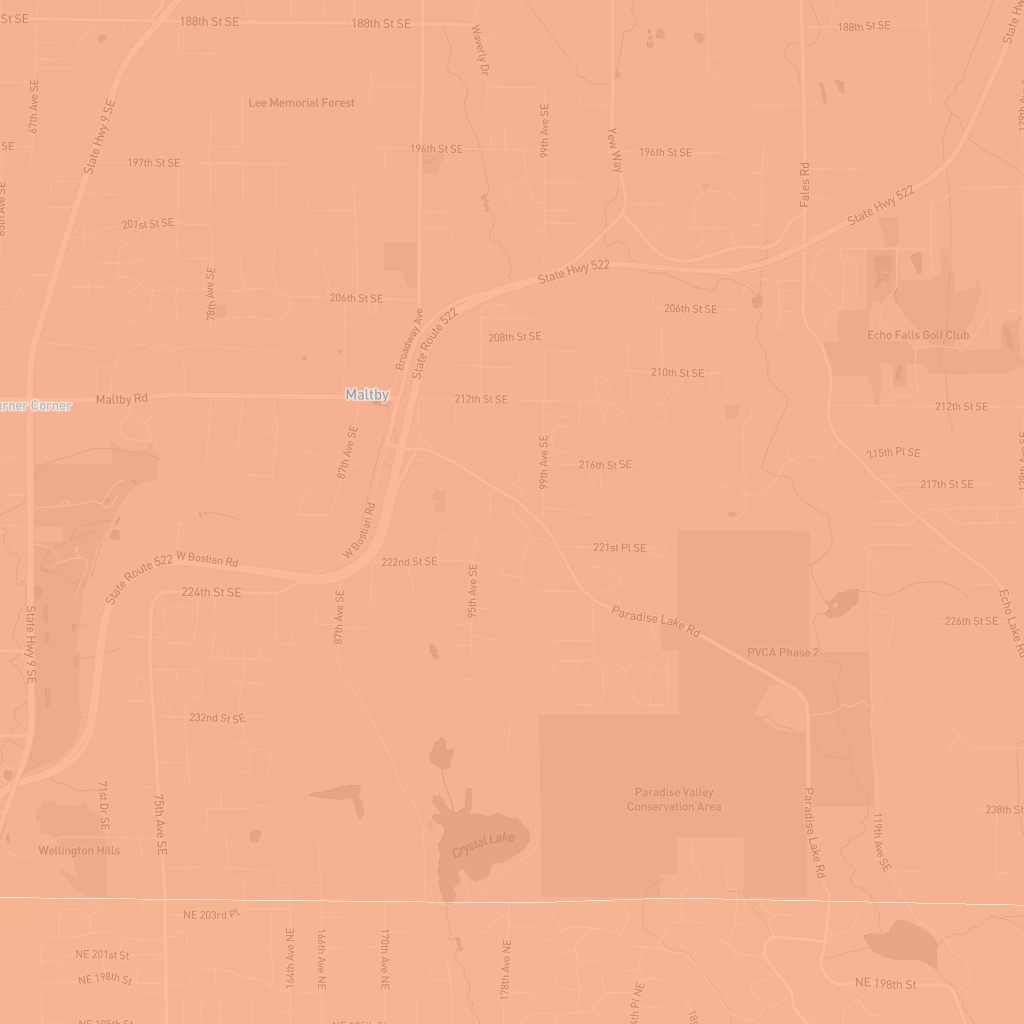 St SE
188th St SE
188th St SE
188th St SE
State Hwy
Waverly Dr
67th Ave SE
State Hwy 9 SE
Lee Memorial Forest
99th Ave SE
Yew Way
SE
197th St SE
196th St SE
196th St SE
Fales Rd
State Hwy 522
201st St SE
State Hwy 522
78th Ave SE
206th St SE
Broadway Ave
State Route 522
206th St SE
208th St SE
Echo Falls Golf Club
210th St SE
Maltby
Maltby Rd
212th St SE
212th St SE
urner Corner
87th Ave SE
99th Ave SE
216th St SE
215th Pl SE
217th St SE
W Bostian Rd
W Bostian Rd
State Route 522
221st Pl SE
222nd St SE
224th St SE
95th Ave SE
87th Ave SE
State Hwy 9 SE
Paradise Lake Rd
Echo Lake Rd
226th St SE
PVCA Phase 2
232nd St SE
71st Dr SE
75th Ave SE
Paradise Valley
Conservation Area
Paradise Lake Rd
119th Ave SE
238th St
Crystal Lake
Wellington Hills
NE 203rd Pl
164th Ave NE
166th Ave NE
170th Ave NE
178th Ave NE
NE 201st St
NE 198th St
NE 198th St